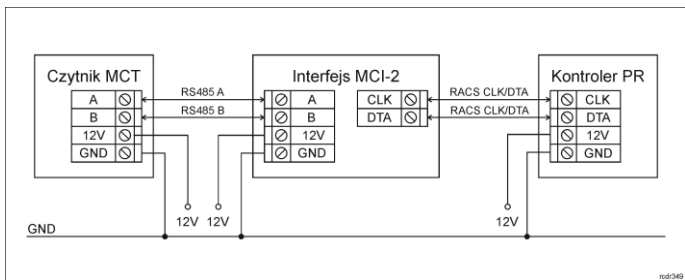 Czytnik MCT
A
B
12V
GND
RS485 A
RS485 B
Interfejs MCI-2
A
B
12V
GND
CLK
DTA
RACS CLK/DTA
RACS CLK/DTA
Kontroler PR
CLK
DTA
12V
GND
12V
12V
12V
GND
rcdr349